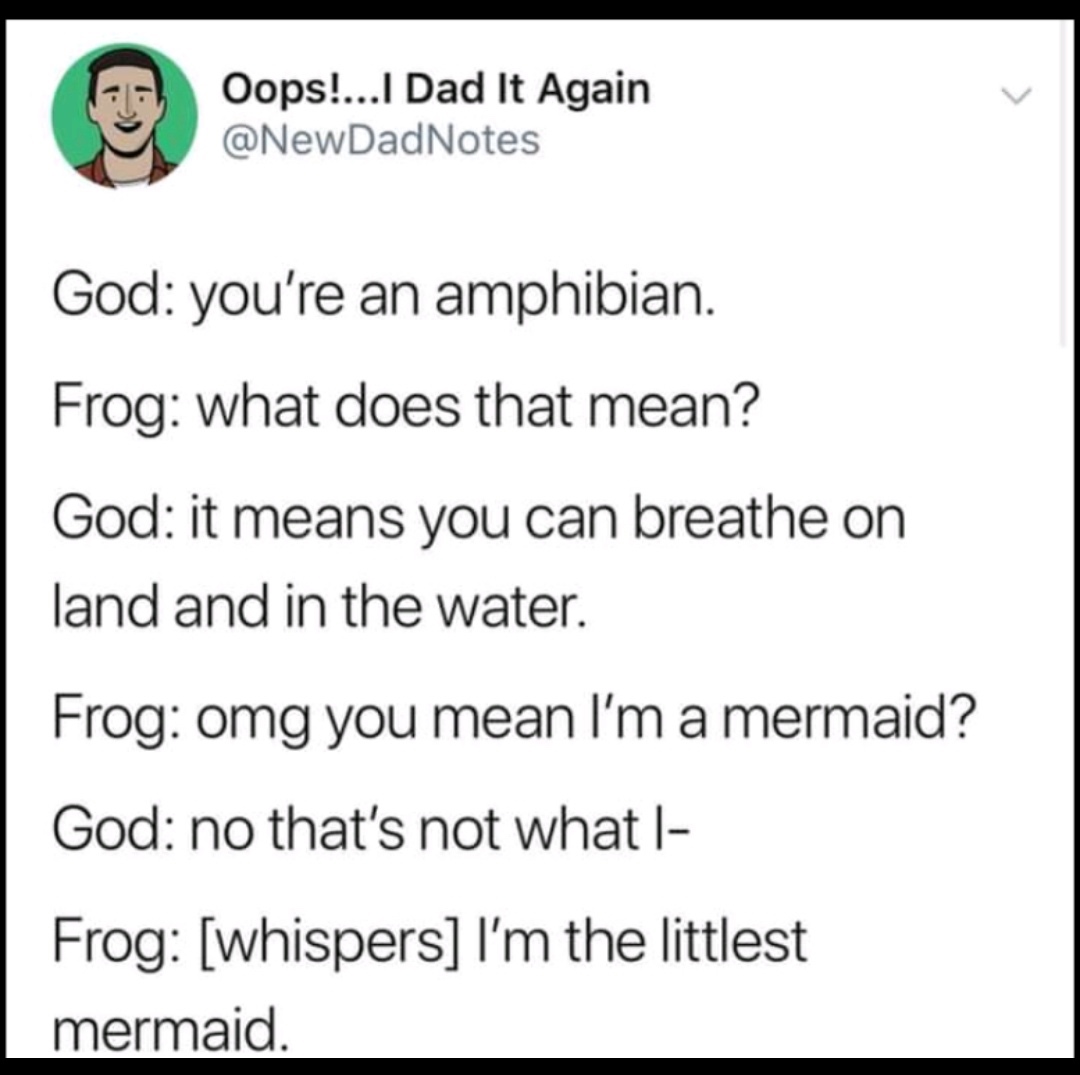 Oops!...I Dad It Again
@NewDadNotes
God: you're an amphibian.
Frog: what does that mean?
God: it means you can breathe on
land and in the water.
Frog: omg you mean I'm a mermaid?
God: no that's not what I-
Frog: [whispers] I'm the littlest
mermaid.